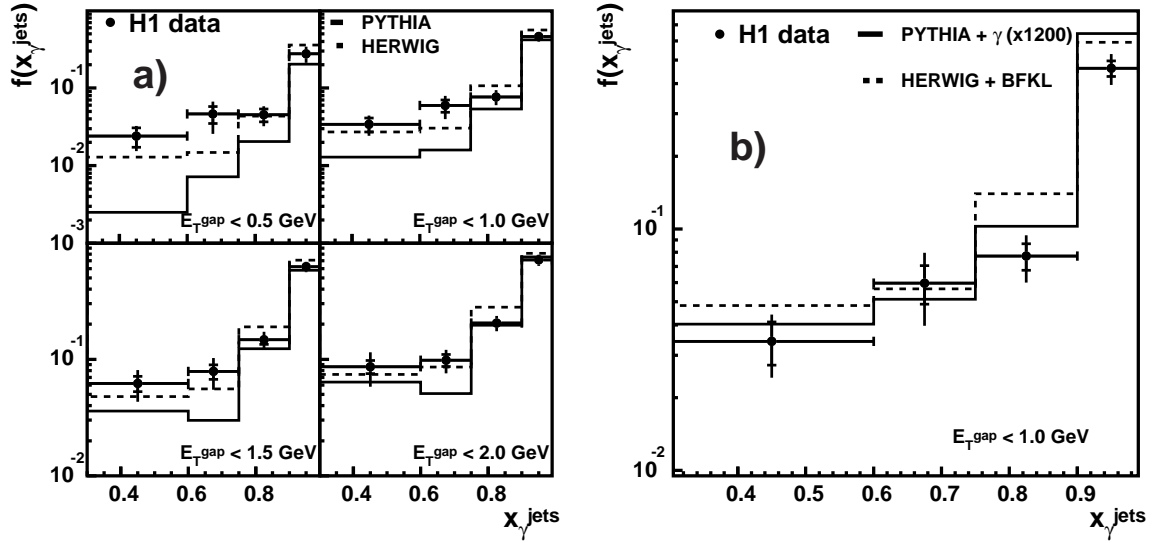 f(x_γ^jets)
H1 data
PYTHIA
HERWIG
a)
10^-1
10^-2
10^-3
E_T^gap < 0.5 GeV
E_T^gap < 1.0 GeV
10
10^-1
10^-2
E_T^gap < 1.5 GeV
E_T^gap < 2.0 GeV
0.4 0.6 0.8 0.4 0.6 0.8
x_γ^jets
f(x_γ^jets)
H1 data
PYTHIA + γ (x1200)
HERWIG + BFKL
b)
10^-1
10^-2
E_T^gap < 1.0 GeV
0.4 0.5 0.6 0.7 0.8 0.9
x_γ^jets